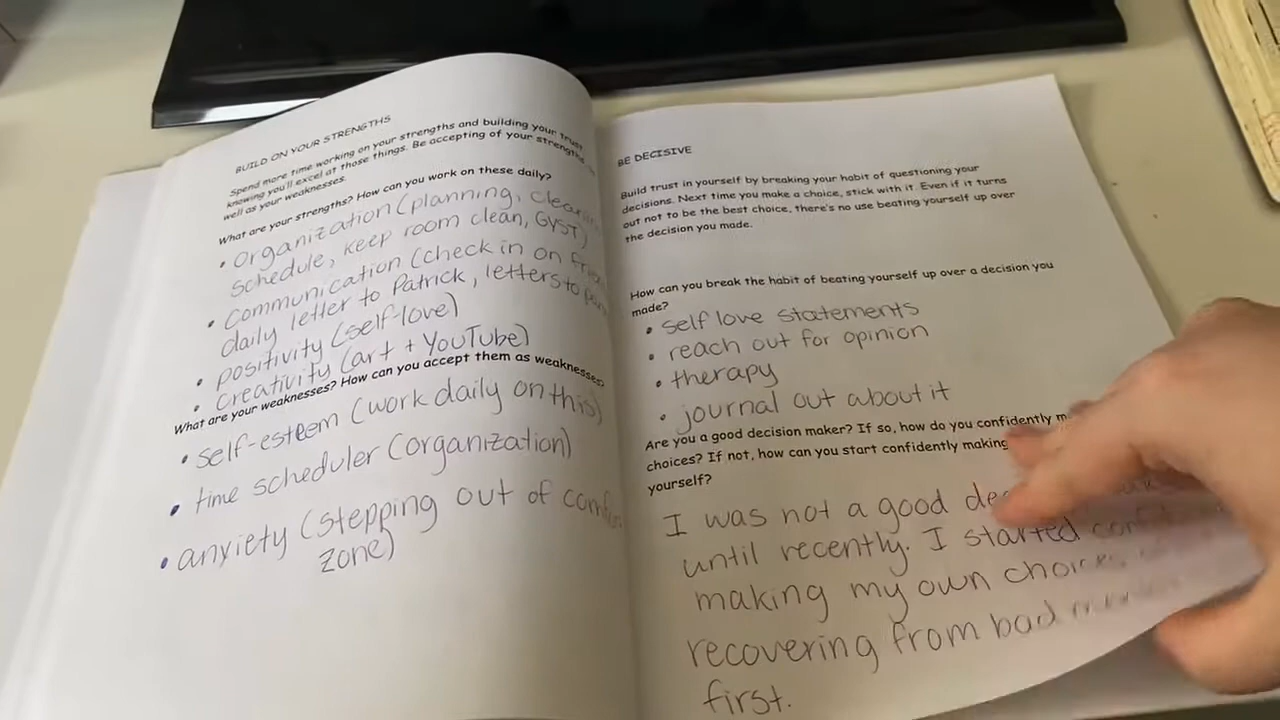 BUILD ON YOUR STRENGTHS
Spend more time working on your strengths and building your trust
knowing you'll excel at those things. Be accepting of your strengths
well as your weaknesses.
What are your strengths? How can you work on these daily?
• organization (planning,
schedule, keep room clean, GYST)
• communication (check in on
daily letter to Patrick, letters to
• positivity (self-love)
• creativity (art + YouTube)
What are your weaknesses? How can you accept them as weaknesses?
• self-esteem (work daily on this)
• time scheduler (organization)
• anxiety (stepping out of
zone)
BE DECISIVE
Build trust in yourself by breaking your habit of questioning your
decisions. Next time you make a choice, stick with it. Even if it turns
out not to be the best choice, there's no use beating yourself up over
the decision you made.
How can you break the habit of beating yourself up over a decision you
made?
• self love statements
• reach out for opinion
• therapy
• journal out about it
Are you a good decision maker? If so, how do you confidently
choices? If not, how can you start confidently making
yourself?
I was not a good
until recently. I started
making my own
recovering from bad
first.